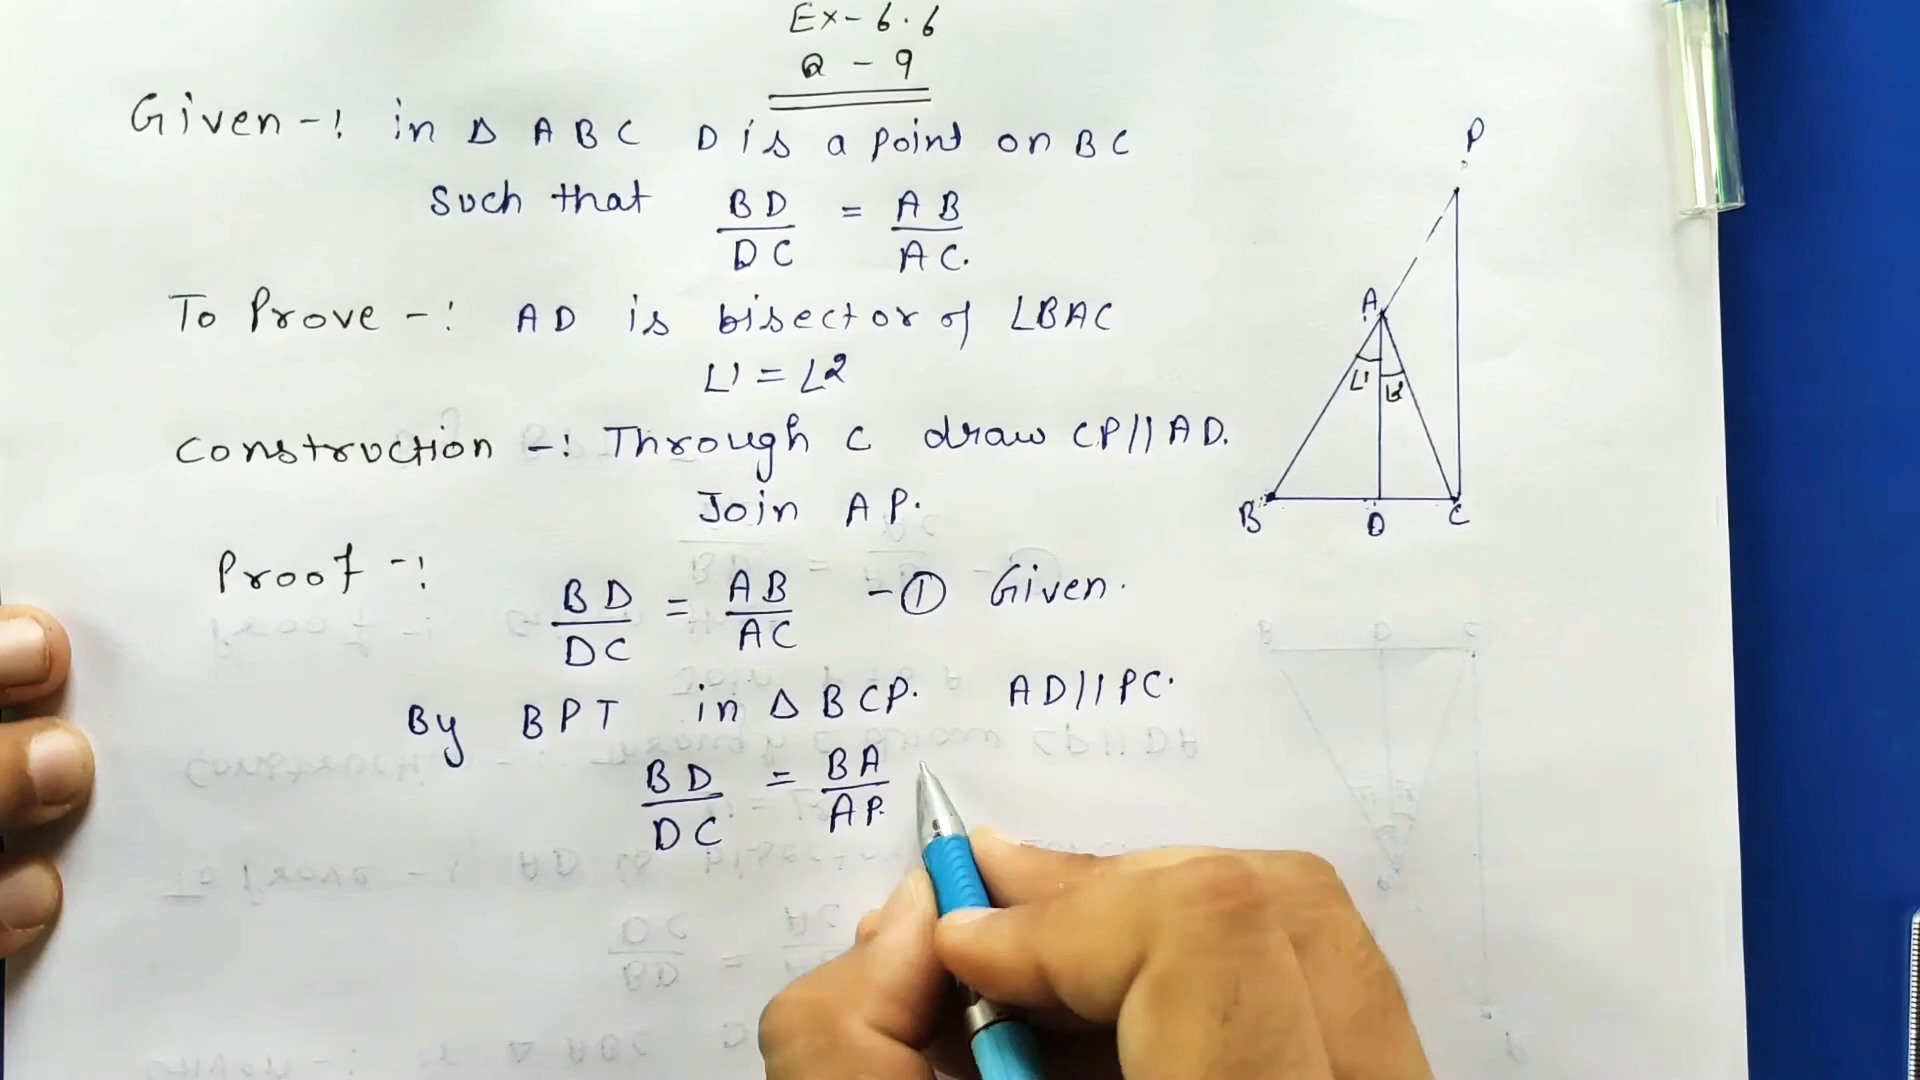 Ex-6.6
Q-9
Given-: in Δ ABC D is a point on BC
Such that BD/DC = AB/AC.
To Prove-: AD is bisector of ∠BAC
∠1=∠2
Construction-: Through C draw CP//AD.
Join AP.
Proof-: BD/DC = AB/AC -① Given.
By BPT in Δ BCP. AD//PC.
BD/DC = BA/AP.
P
A
∠1 ∠2
B D C